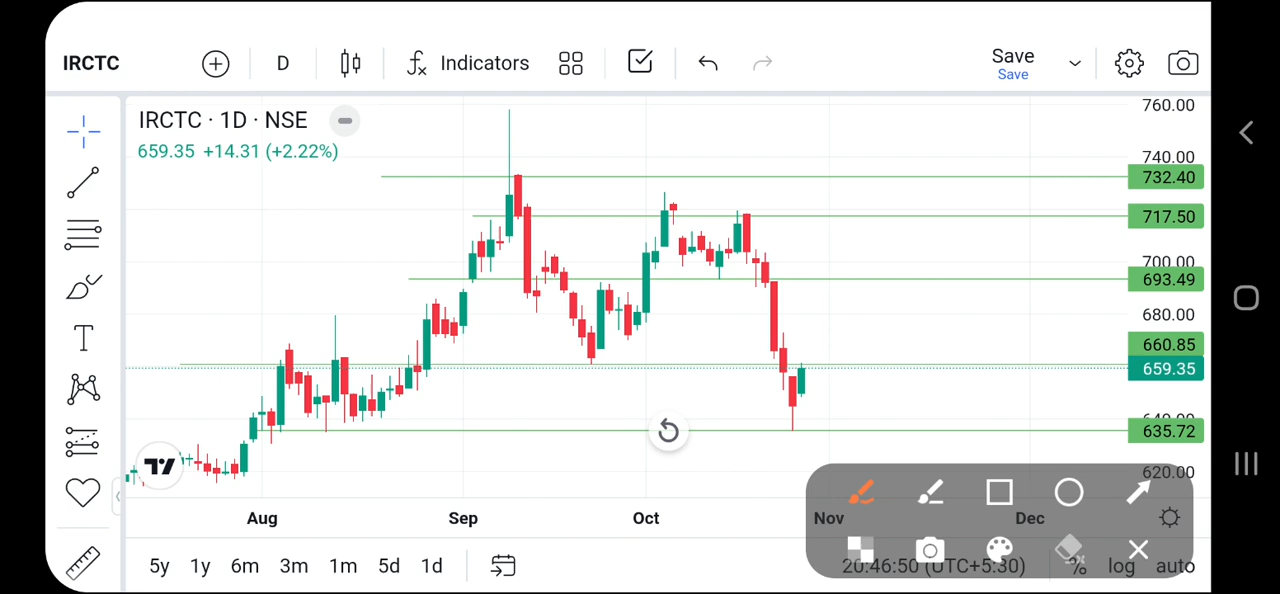 IRCTC D Indicators Save
Save
IRCTC · 1D · NSE
659.35 +14.31 (+2.22%)
760.00
740.00
732.40
717.50
700.00
693.49
680.00
660.85
659.35
640.00
635.72
620.00
Aug Sep Oct Nov Dec
5y 1y 6m 3m 1m 5d 1d 20:46:50 (UTC+5:30) % log auto